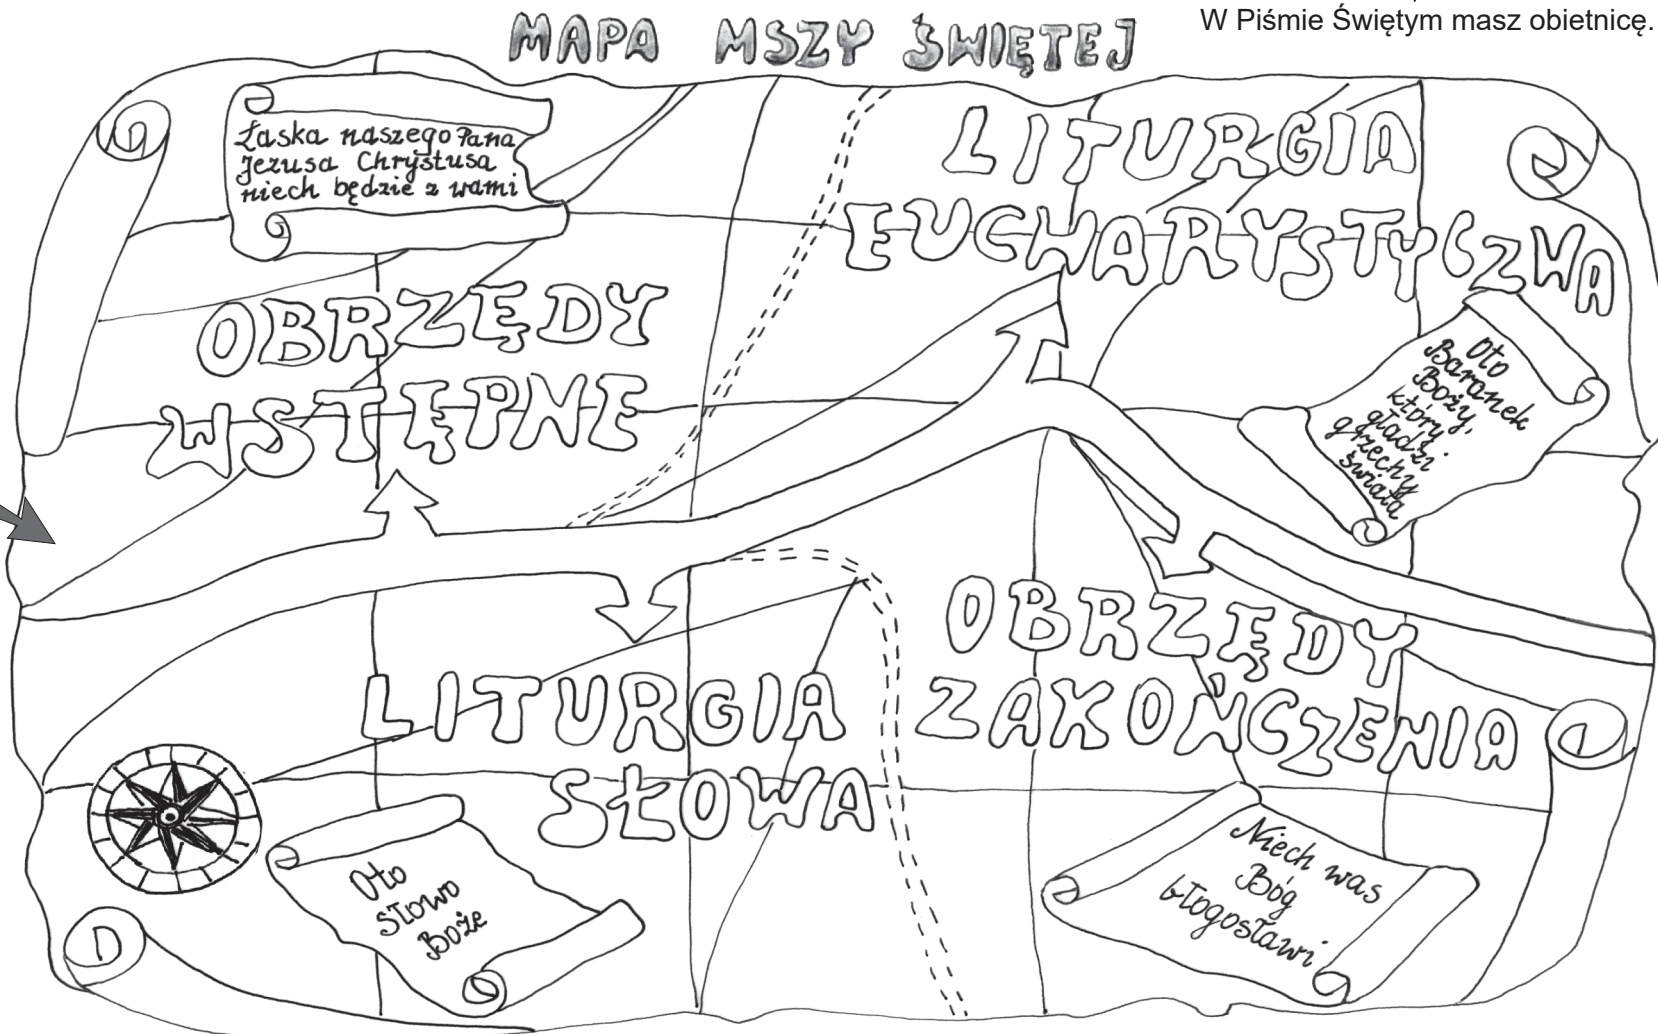 W Piśmie Świętym masz obietnicę.
MAPA MSZY ŚWIĘTEJ
Łaska naszego Pana
Jezusa Chrystusa
niech będzie z wami
OBRZĘDY
WSTĘPNE
LITURGIA
EUCHARYSTYCZNA
Oto
Baranek
Boży,
który
gładzi
grzechy
świata
LITURGIA
SŁOWA
Oto
słowo
Boże
OBRZĘDY
ZAKOŃCZENIA
Niech was
Bóg
błogosławi